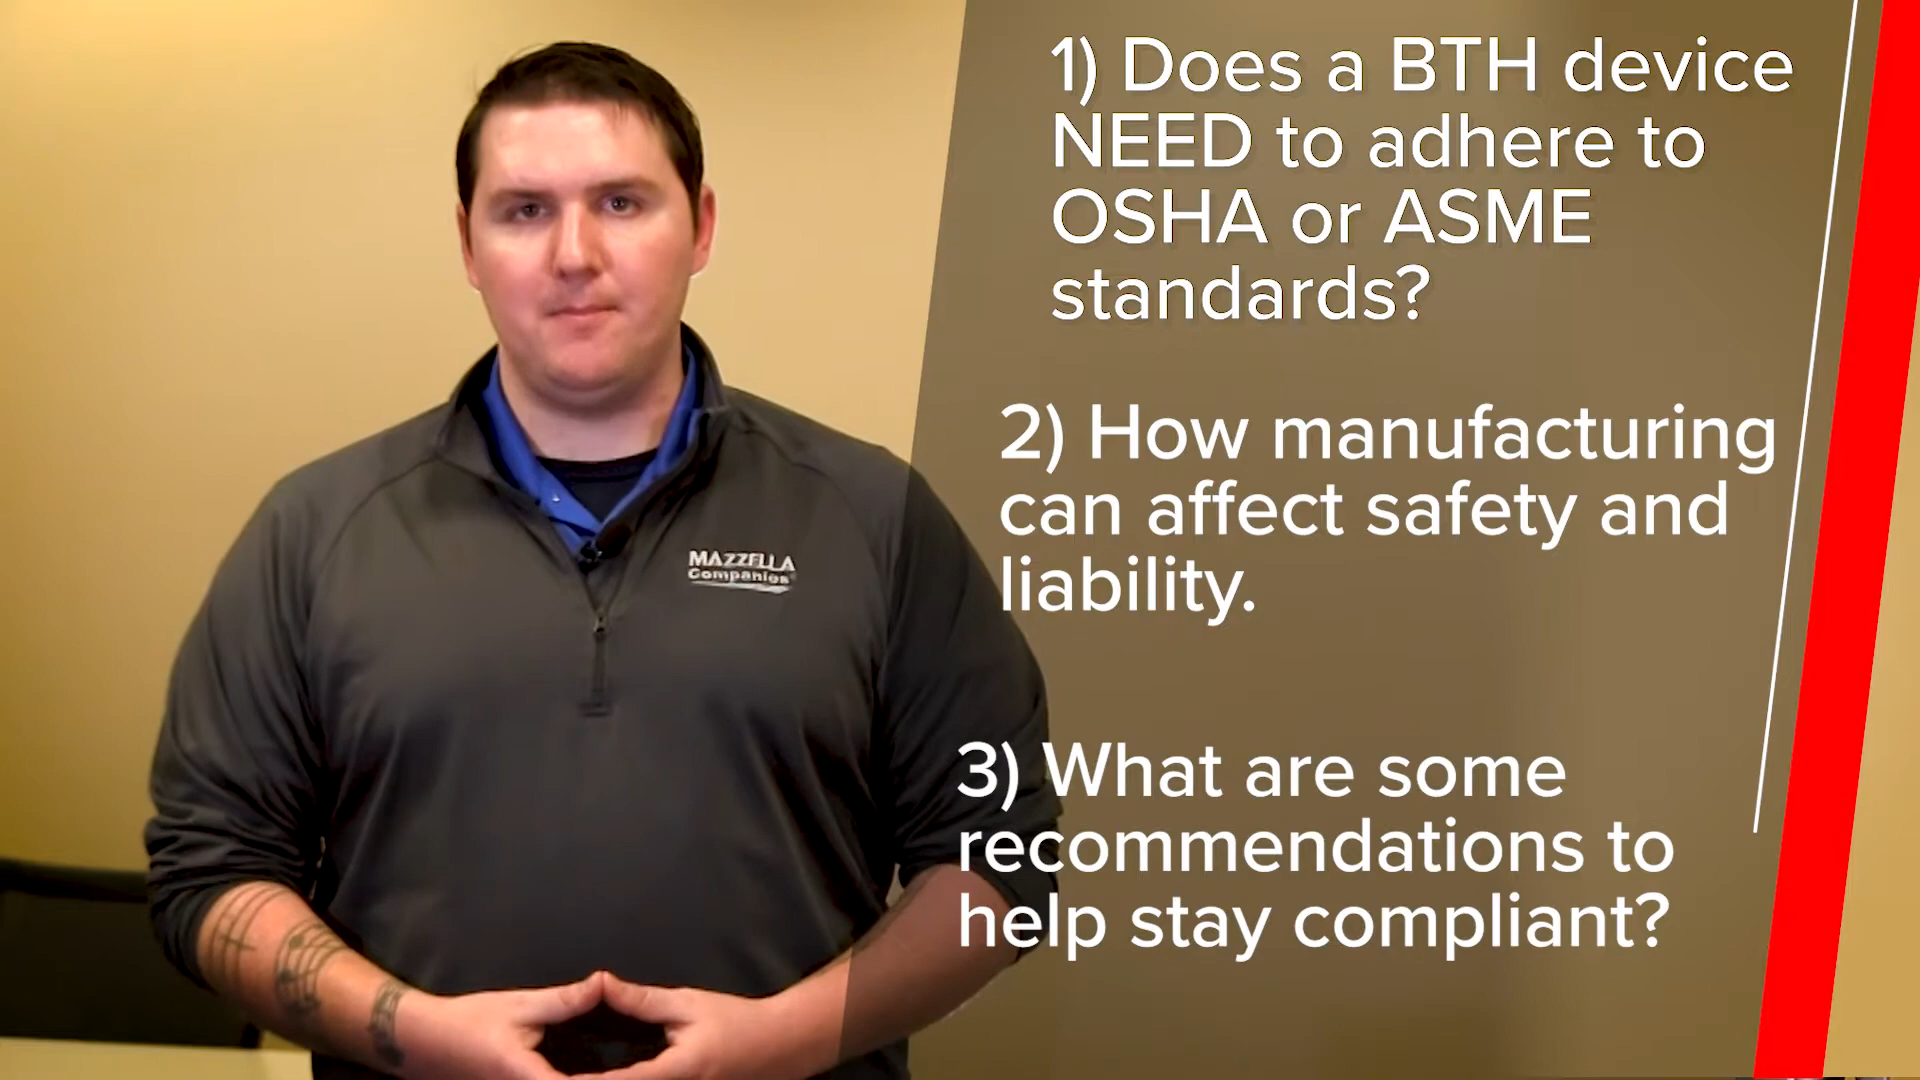 1) Does a BTH device
NEED to adhere to
OSHA or ASME
standards?
2) How manufacturing
can affect safety and
liability.
3) What are some
recommendations to
help stay compliant?
MAZZELLA
Companies